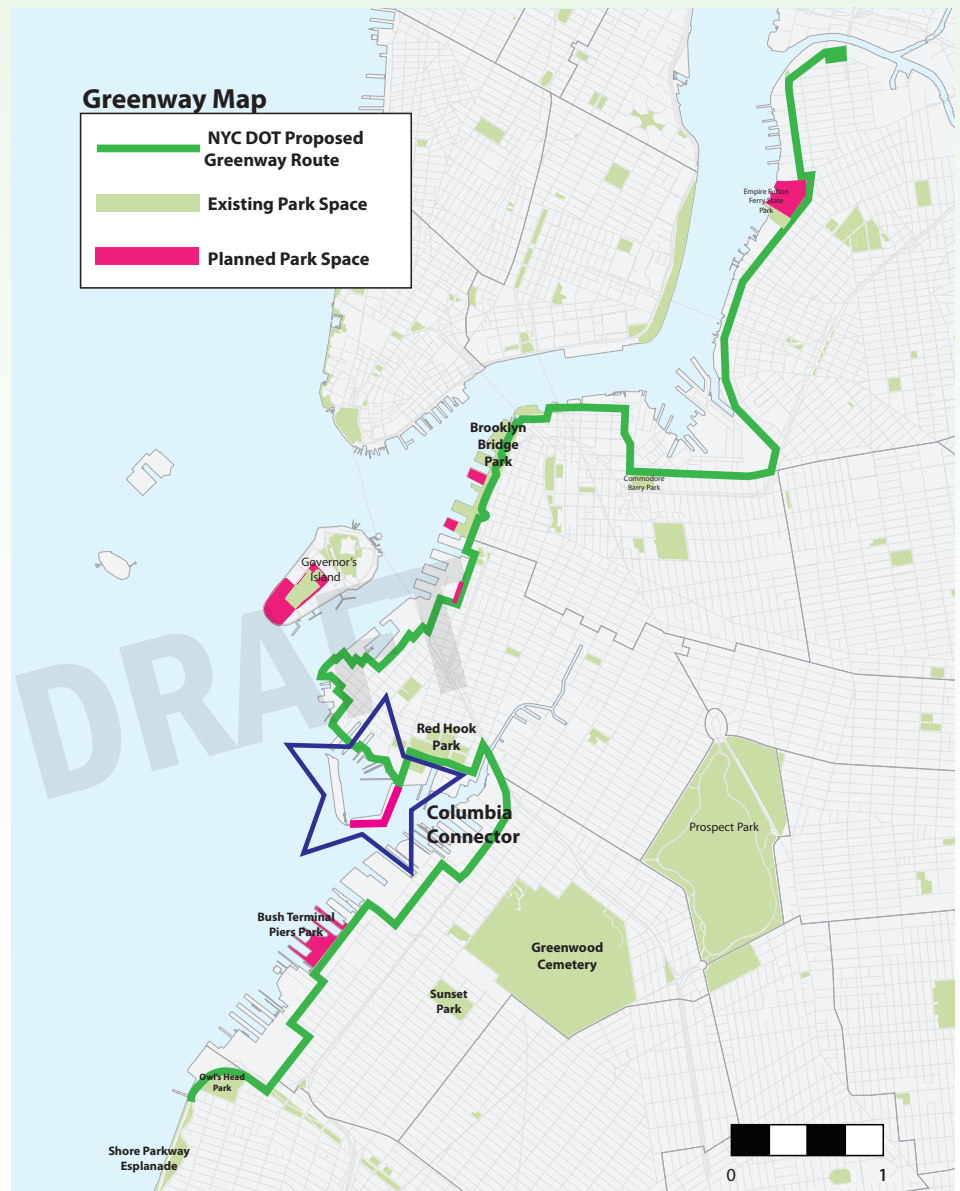 Greenway Map
NYC DOT Proposed
Greenway Route
Existing Park Space
Planned Park Space
Empire Fulton
Ferry State
Park
Brooklyn
Bridge
Park
Commodore
Barry Park
Governor's
Island
DRAFT
Red Hook
Park
Columbia
Connector
Prospect Park
Bush Terminal
Piers Park
Greenwood
Cemetery
Sunset
Park
Owl's Head
Park
Shore Parkway
Esplanade
0
1